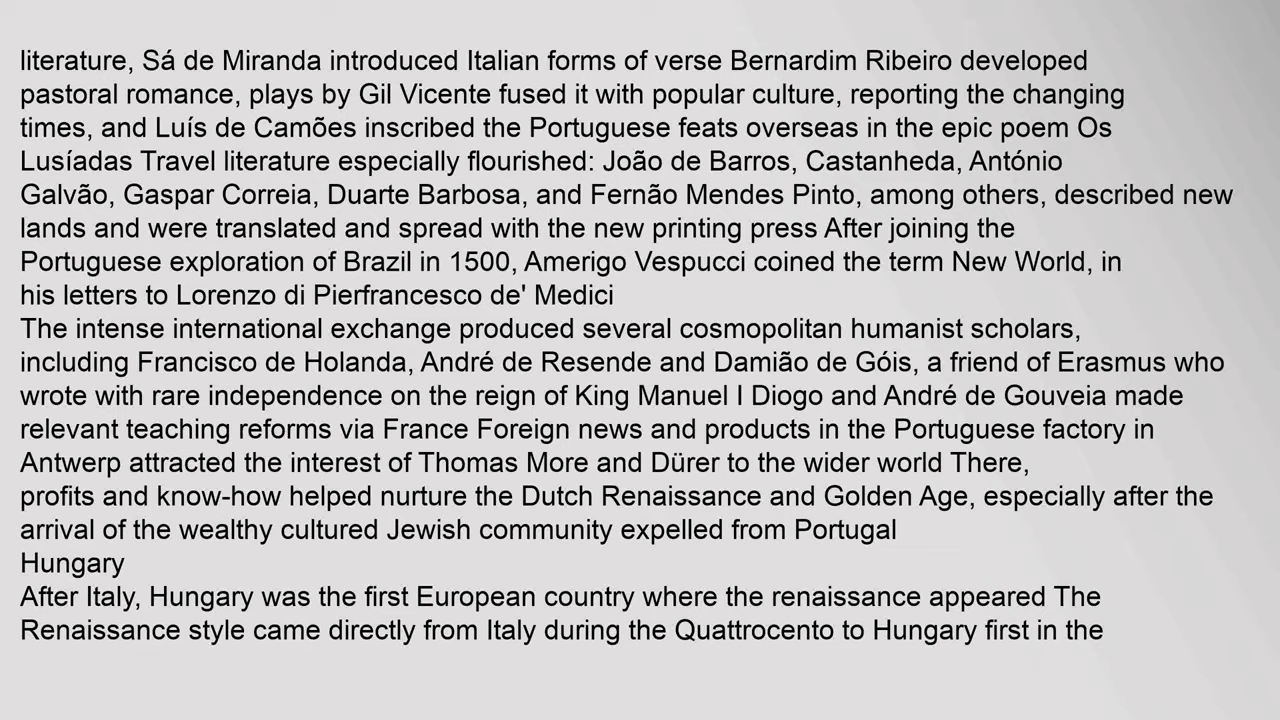 literature, Sá de Miranda introduced Italian forms of verse Bernardim Ribeiro developed
pastoral romance, plays by Gil Vicente fused it with popular culture, reporting the changing
times, and Luís de Camões inscribed the Portuguese feats overseas in the epic poem Os
Lusíadas Travel literature especially flourished: João de Barros, Castanheda, António
Galvão, Gaspar Correia, Duarte Barbosa, and Fernão Mendes Pinto, among others, described new
lands and were translated and spread with the new printing press After joining the
Portuguese exploration of Brazil in 1500, Amerigo Vespucci coined the term New World, in
his letters to Lorenzo di Pierfrancesco de' Medici
The intense international exchange produced several cosmopolitan humanist scholars,
including Francisco de Holanda, André de Resende and Damião de Góis, a friend of Erasmus who
wrote with rare independence on the reign of King Manuel I Diogo and André de Gouveia made
relevant teaching reforms via France Foreign news and products in the Portuguese factory in
Antwerp attracted the interest of Thomas More and Dürer to the wider world There,
profits and know-how helped nurture the Dutch Renaissance and Golden Age, especially after the
arrival of the wealthy cultured Jewish community expelled from Portugal
Hungary
After Italy, Hungary was the first European country where the renaissance appeared The
Renaissance style came directly from Italy during the Quattrocento to Hungary first in the